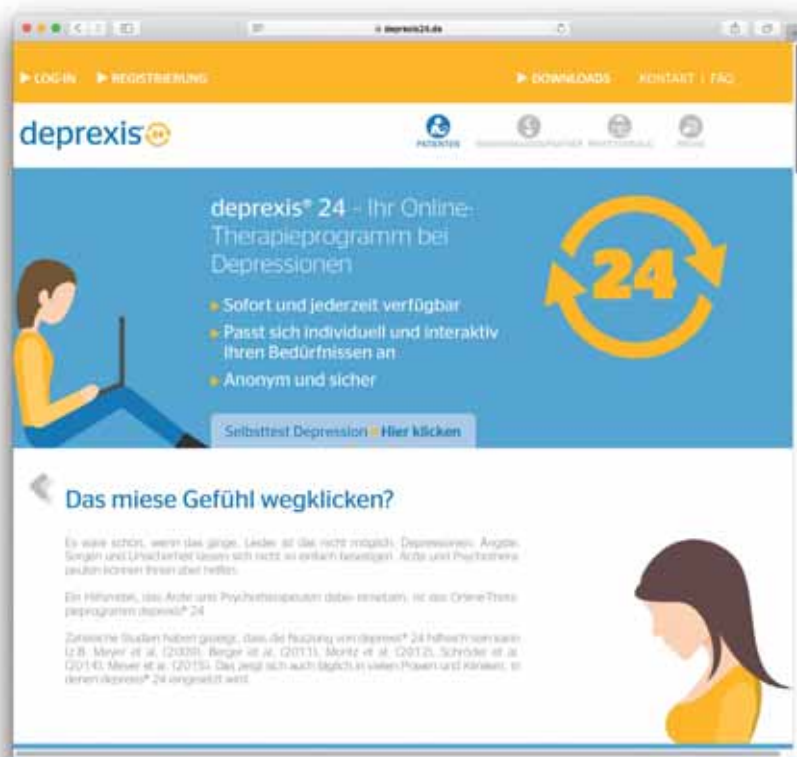 deprexis24.de
▶ LOG-IN ▶ REGISTRIERUNG ▶ DOWNLOADS KONTAKT | FAQ
deprexis 24
PATIENTEN
deprexis® 24 – Ihr Online-
Therapieprogramm bei
Depressionen
24
Sofort und jederzeit verfügbar
Passt sich individuell und interaktiv
Ihren Bedürfnissen an
Anonym und sicher
Selbsttest Depression Hier klicken
Das miese Gefühl wegklicken?
Es wäre schön, wenn das ginge. Leider ist das nicht möglich. Depressionen, Ängste,
Sorgen und Unsicherheit lassen sich nicht so einfach beseitigen. Ärzte und Psychothera
peuten können Ihnen aber helfen.
Ein Hilfsmittel, das Ärzte und Psychotherapeuten dabei einsetzen, ist das Online-Thera
pieprogramm deprexis® 24
Zahlreiche Studien haben gezeigt, dass die Nutzung von deprexis® 24 hilfreich sein kann
(z.B. Meyer et al. (2009), Berger et al. (2011), Moritz et al. (2012), Schröder et al.
(2014), Meyer et al. (2015). Das zeigt sich auch täglich in vielen Praxen und Kliniken, in
denen deprexis® 24 eingesetzt wird.